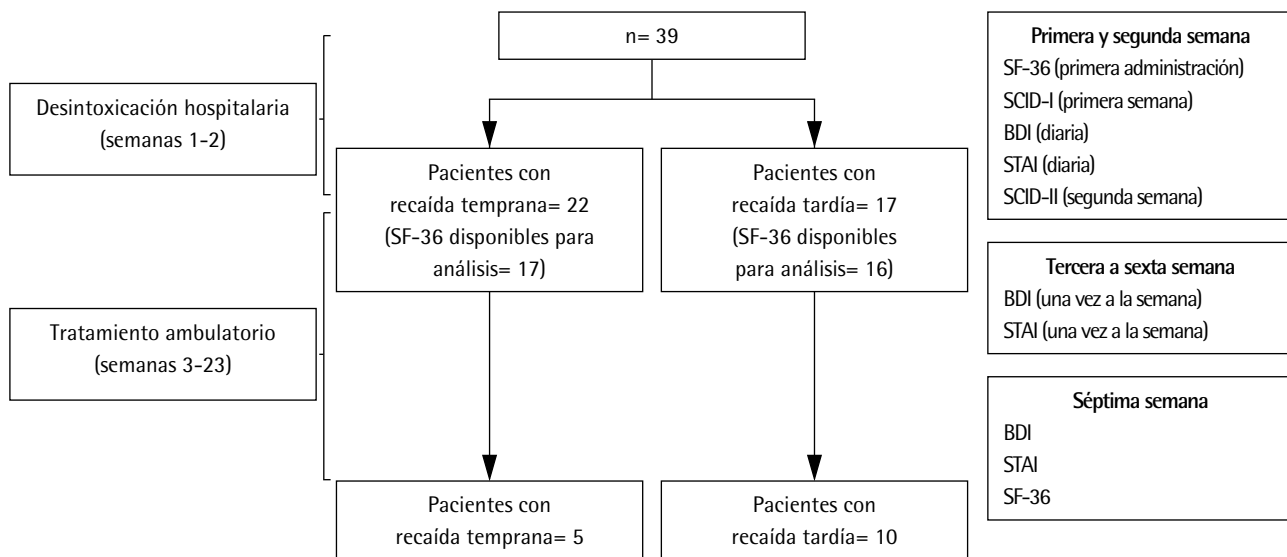 n= 39
Desintoxicación hospitalaria
(semanas 1-2)
Pacientes con
recaída temprana= 22
(SF-36 disponibles para
análisis= 17)
Pacientes con
recaída tardía= 17
(SF-36 disponibles
para análisis= 16)
Tratamiento ambulatorio
(semanas 3-23)
Pacientes con
recaída temprana= 5
Pacientes con
recaída tardía= 10
Primera y segunda semana
SF-36 (primera administración)
SCID-I (primera semana)
BDI (diaria)
STAI (diaria)
SCID-II (segunda semana)
Tercera a sexta semana
BDI (una vez a la semana)
STAI (una vez a la semana)
Séptima semana
BDI
STAI
SF-36